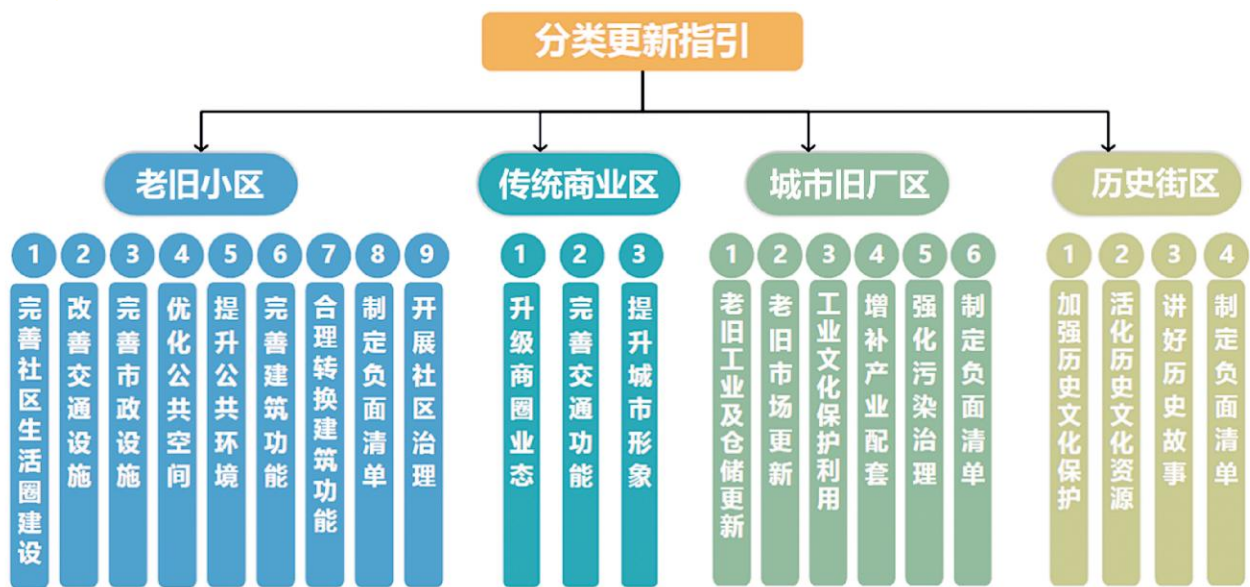 分类更新指引
老旧小区
1
完善社区生活圈建设
2
改善交通设施
3
完善市政设施
4
优化公共空间
5
提升公共环境
6
完善建筑功能
7
合理转换建筑功能
8
制定负面清单
9
开展社区治理
传统商业区
1
升级商圈业态
2
完善交通功能
3
提升城市形象
城市旧厂区
1
老旧工业及仓储更新
2
老旧市场更新
3
工业文化保护利用
4
增补产业配套
5
强化污染治理
6
制定负面清单
历史街区
1
加强历史文化保护
2
活化历史文化资源
3
讲好历史故事
4
制定负面清单